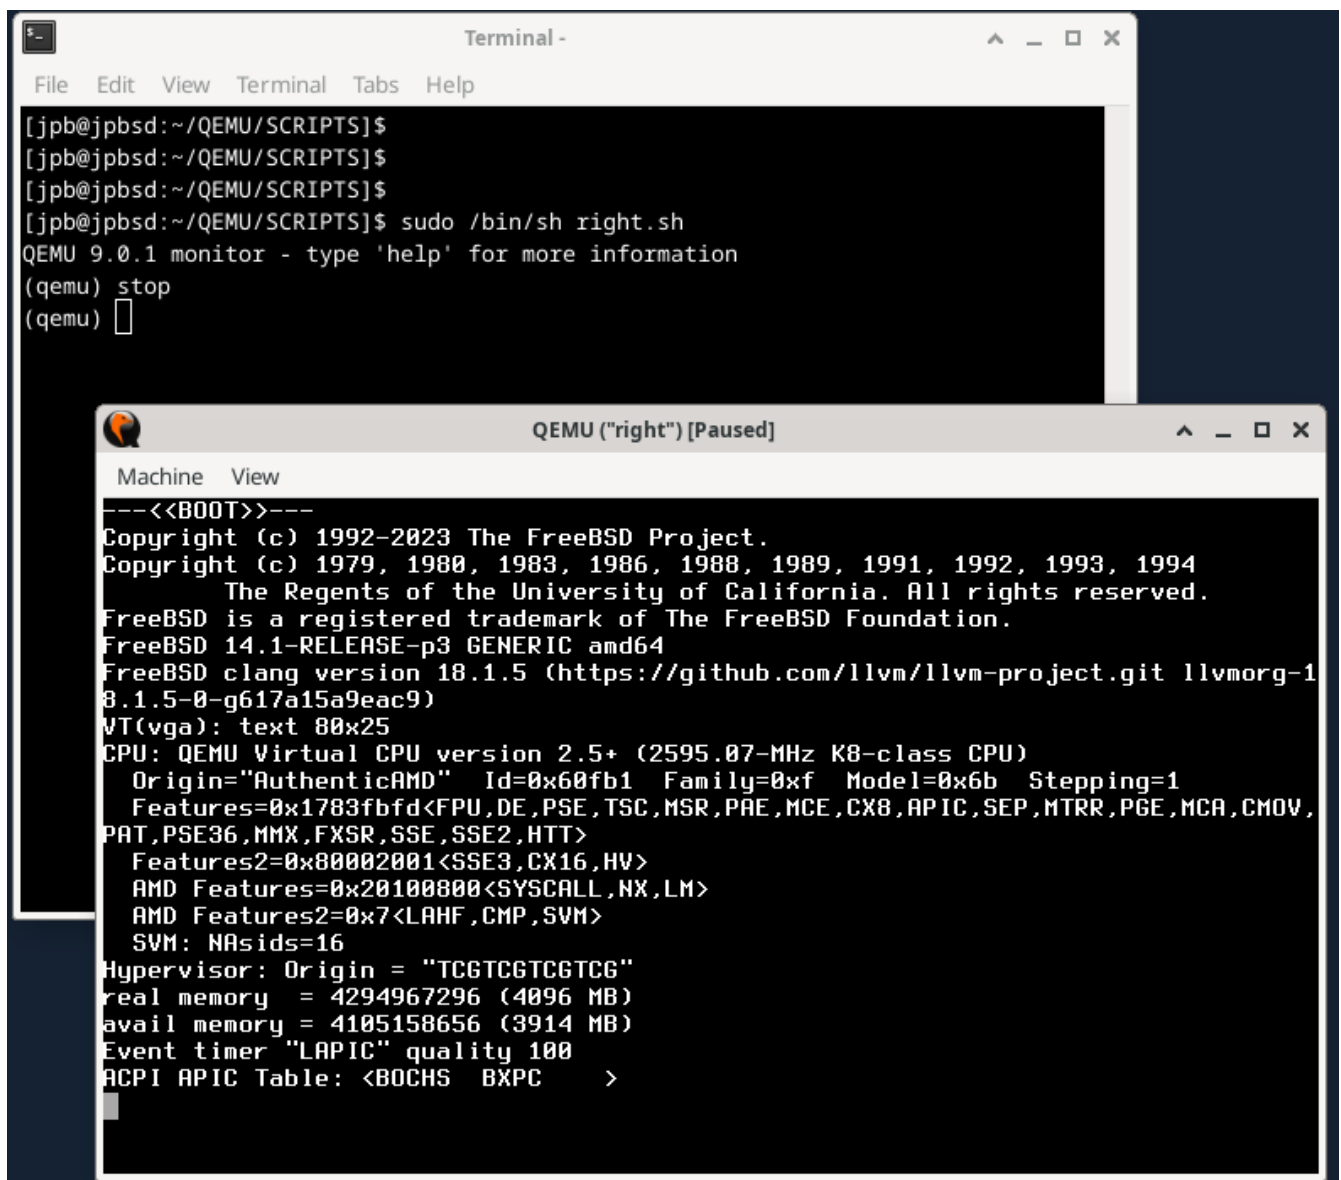 Terminal -
File Edit View Terminal Tabs Help
[jpb@jpbsd:~/QEMU/SCRIPTS]$
[jpb@jpbsd:~/QEMU/SCRIPTS]$
[jpb@jpbsd:~/QEMU/SCRIPTS]$
[jpb@jpbsd:~/QEMU/SCRIPTS]$ sudo /bin/sh right.sh
QEMU 9.0.1 monitor - type 'help' for more information
(qemu) stop
(qemu)
QEMU ("right") [Paused]
Machine View
---<<BOOT>>---
Copyright (c) 1992-2023 The FreeBSD Project.
Copyright (c) 1979, 1980, 1983, 1986, 1988, 1989, 1991, 1992, 1993, 1994
        The Regents of the University of California. All rights reserved.
FreeBSD is a registered trademark of The FreeBSD Foundation.
FreeBSD 14.1-RELEASE-p3 GENERIC amd64
FreeBSD clang version 18.1.5 (https://github.com/llvm/llvm-project.git llvmorg-1
8.1.5-0-g617a15a9eac9)
VT(vga): text 80x25
CPU: QEMU Virtual CPU version 2.5+ (2595.07-MHz K8-class CPU)
  Origin="AuthenticAMD"  Id=0x60fb1  Family=0xf  Model=0x6b  Stepping=1
  Features=0x1783fbfd<FPU,DE,PSE,TSC,MSR,PAE,MCE,CX8,APIC,SEP,MTRR,PGE,MCA,CMOV,
PAT,PSE36,MMX,FXSR,SSE,SSE2,HTT>
  Features2=0x80002001<SSE3,CX16,HV>
  AMD Features=0x20100800<SYSCALL,NX,LM>
  AMD Features2=0x7<LAHF,CMP,SVM>
  SVM: NAsids=16
Hypervisor: Origin = "TCGTCGTCGTCG"
real memory  = 4294967296 (4096 MB)
avail memory = 4105158656 (3914 MB)
Event timer "LAPIC" quality 100
ACPI APIC Table: <BOCHS  BXPC    >